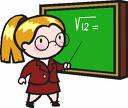 √12 =